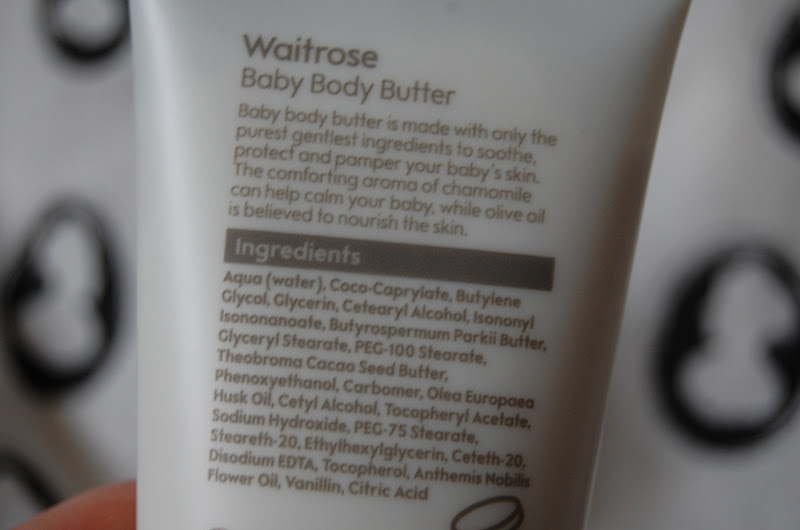 Waitrose
Baby Body Butter
Baby body butter is made with only the
purest gentlest ingredients to soothe,
protect and pamper your baby's skin.
The comforting aroma of chamomile
can help calm your baby, while olive oil
is believed to nourish the skin.
Ingredients
Aqua (water), Coco-Caprylate, Butylene
Glycol, Glycerin, Cetearyl Alcohol, Isononyl
Isononanoate, Butyrospermum Parkii Butter,
Glyceryl Stearate, PEG-100 Stearate,
Theobroma Cacao Seed Butter,
Phenoxyethanol, Carbomer, Olea Europaea
Husk Oil, Cetyl Alcohol, Tocopheryl Acetate,
Sodium Hydroxide, PEG-75 Stearate,
Steareth-20, Ethylhexylglycerin, Ceteth-20,
Disodium EDTA, Tocopherol, Anthemis Nobilis
Flower Oil, Vanillin, Citric Acid